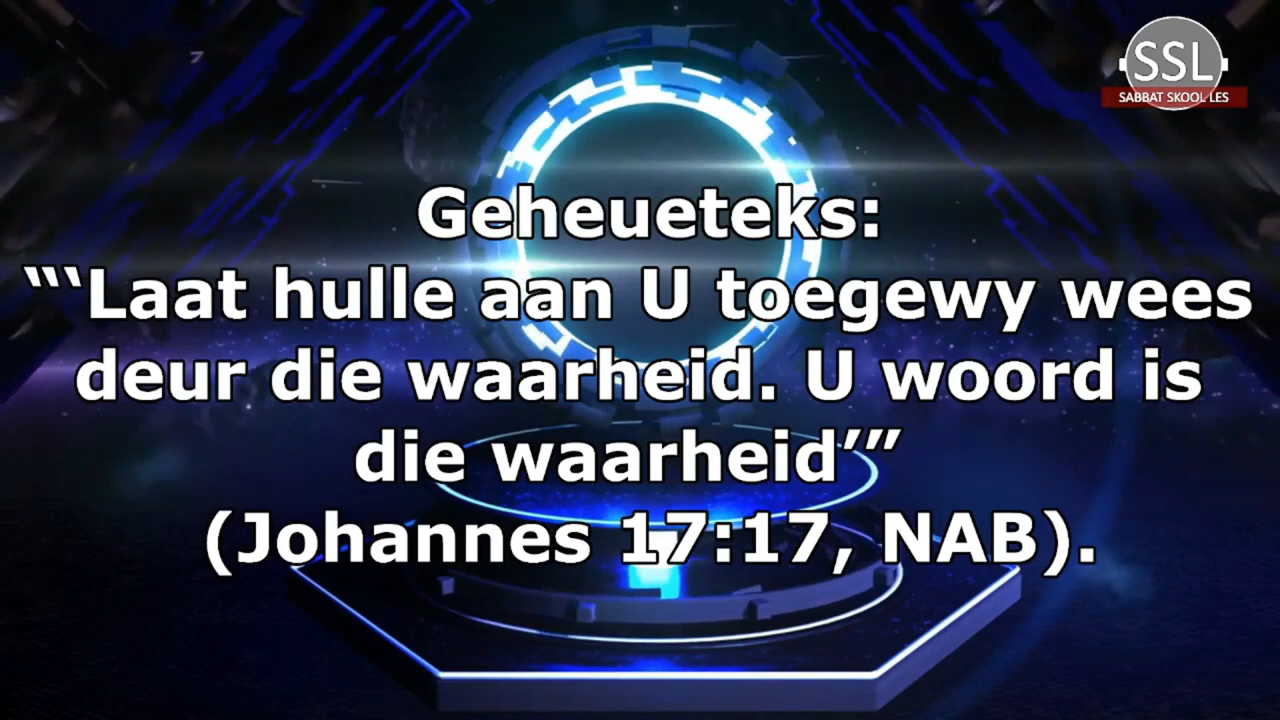 SSL
SABBAT SKOOL LES
Geheueteks:
“‘“Laat hulle aan U toegewy wees
deur die waarheid. U woord is
die waarheid’”
(Johannes 17:17, NAB).